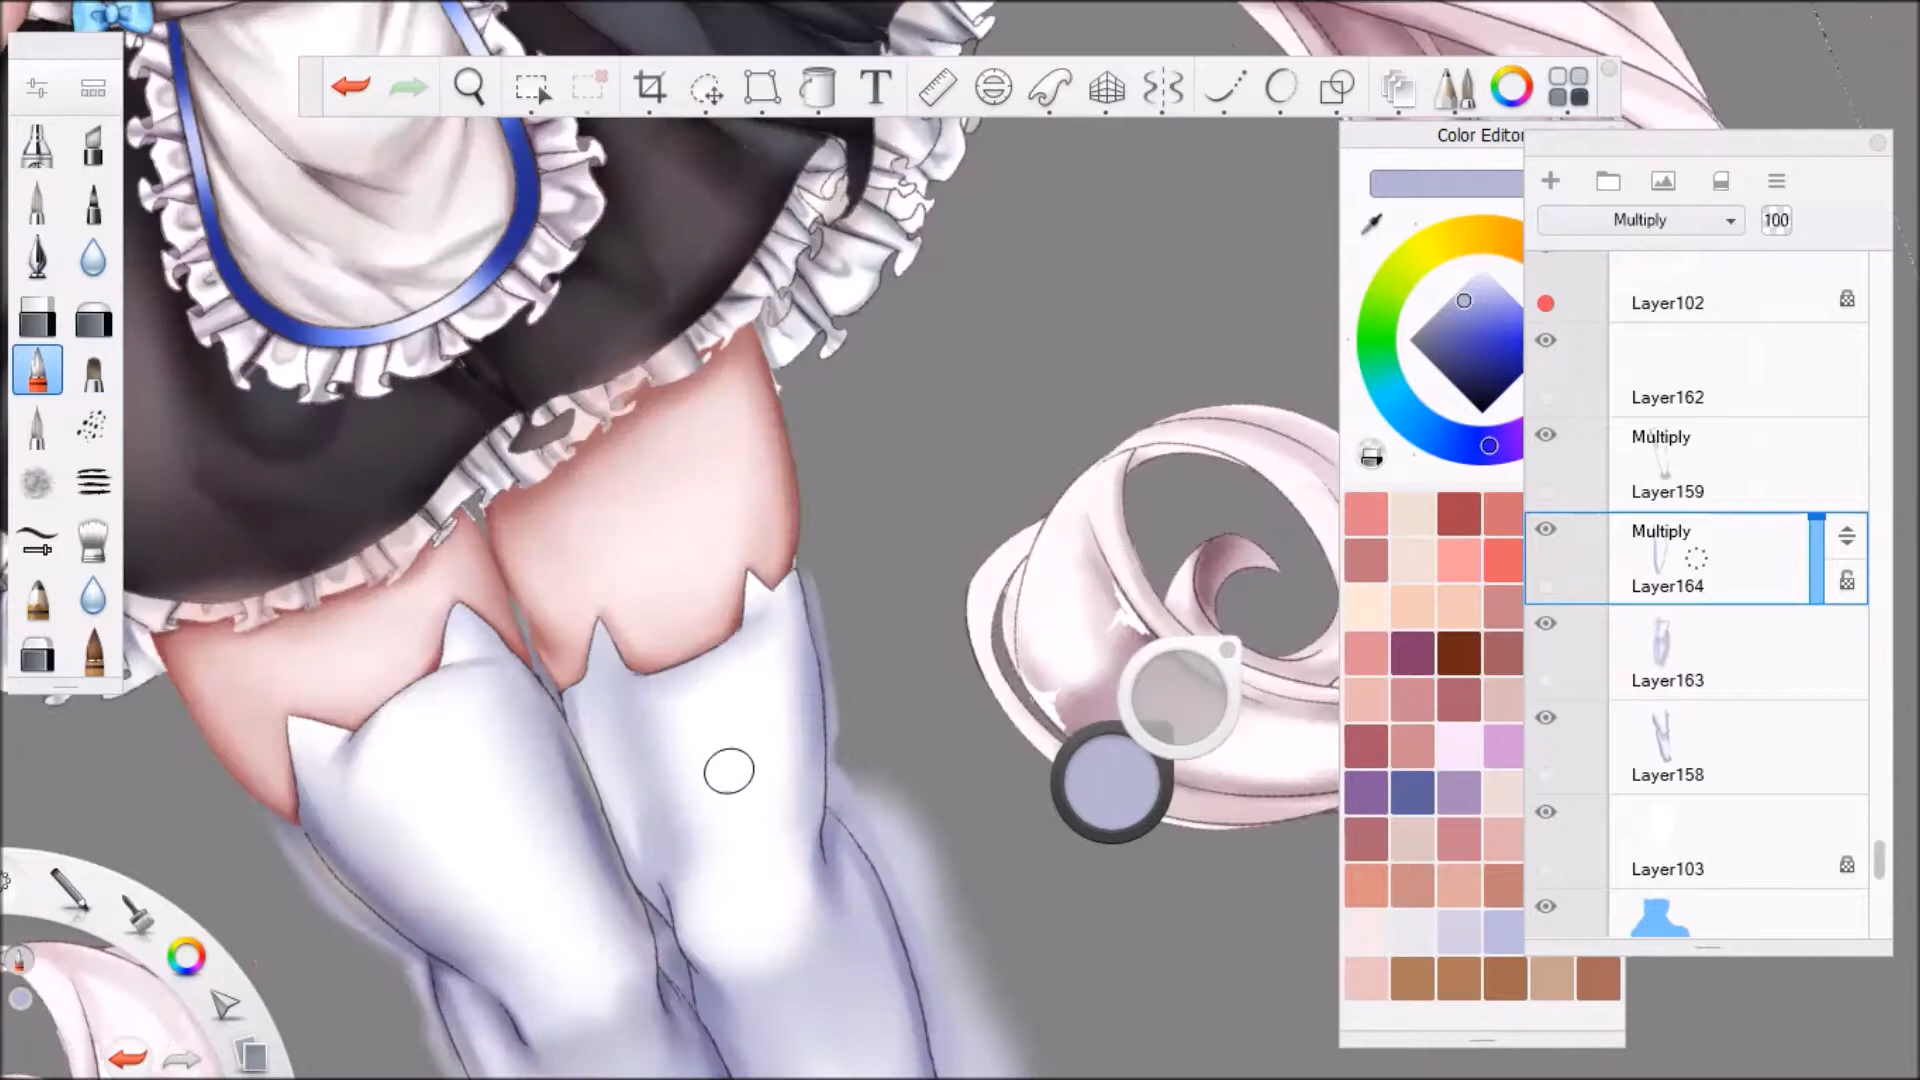 T
Color Editor
Multiply
100
Layer102
Layer162
Multiply
Layer159
Multiply
Layer164
Layer163
Layer158
Layer103